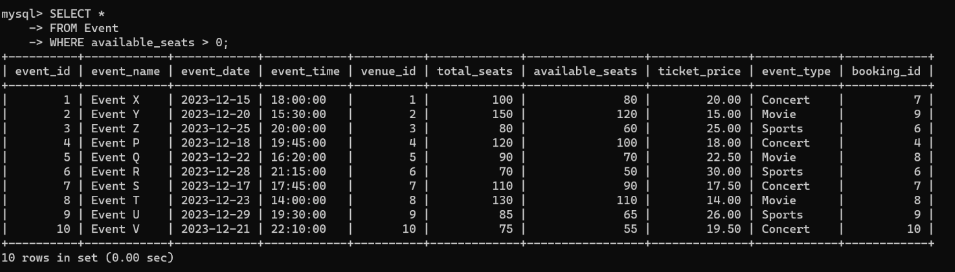 mysql> SELECT *
    -> FROM Event
    -> WHERE available_seats > 0;
+----------+------------+------------+------------+----------+-------------+-----------------+--------------+------------+------------+
| event_id | event_name | event_date | event_time | venue_id | total_seats | available_seats | ticket_price | event_type | booking_id |
+----------+------------+------------+------------+----------+-------------+-----------------+--------------+------------+------------+
|        1 | Event X    | 2023-12-15 | 18:00:00   |        1 |         100 |              80 |        20.00 | Concert    |          7 |
|        2 | Event Y    | 2023-12-20 | 15:30:00   |        2 |         150 |             120 |        15.00 | Movie      |          9 |
|        3 | Event Z    | 2023-12-25 | 20:00:00   |        3 |          80 |              60 |        25.00 | Sports     |          6 |
|        4 | Event P    | 2023-12-18 | 19:45:00   |        4 |         120 |             100 |        18.00 | Concert    |          4 |
|        5 | Event Q    | 2023-12-22 | 16:20:00   |        5 |          90 |              70 |        22.50 | Movie      |          8 |
|        6 | Event R    | 2023-12-28 | 21:15:00   |        6 |          70 |              50 |        30.00 | Sports     |          6 |
|        7 | Event S    | 2023-12-17 | 17:45:00   |        7 |         110 |              90 |        17.50 | Concert    |          7 |
|        8 | Event T    | 2023-12-23 | 14:00:00   |        8 |         130 |             110 |        14.00 | Movie      |          8 |
|        9 | Event U    | 2023-12-29 | 19:30:00   |        9 |          85 |              65 |        26.00 | Sports     |          9 |
|       10 | Event V    | 2023-12-21 | 22:10:00   |       10 |          75 |              55 |        19.50 | Concert    |         10 |
+----------+------------+------------+------------+----------+-------------+-----------------+--------------+------------+------------+
10 rows in set (0.00 sec)